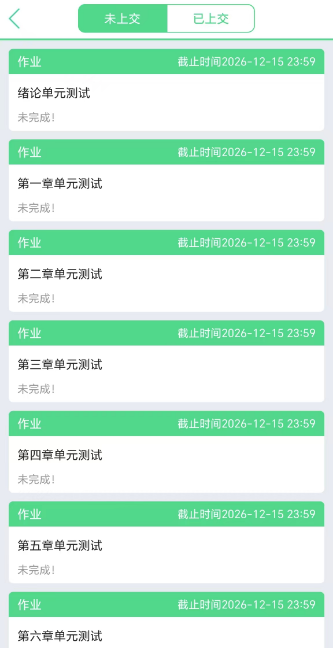 未上交 已上交
作业 截止时间2026-12-15 23:59
绪论单元测试
未完成!
作业 截止时间2026-12-15 23:59
第一章单元测试
未完成!
作业 截止时间2026-12-15 23:59
第二章单元测试
未完成!
作业 截止时间2026-12-15 23:59
第三章单元测试
未完成!
作业 截止时间2026-12-15 23:59
第四章单元测试
未完成!
作业 截止时间2026-12-15 23:59
第五章单元测试
未完成!
作业 截止时间2026-12-15 23:59
第六章单元测试